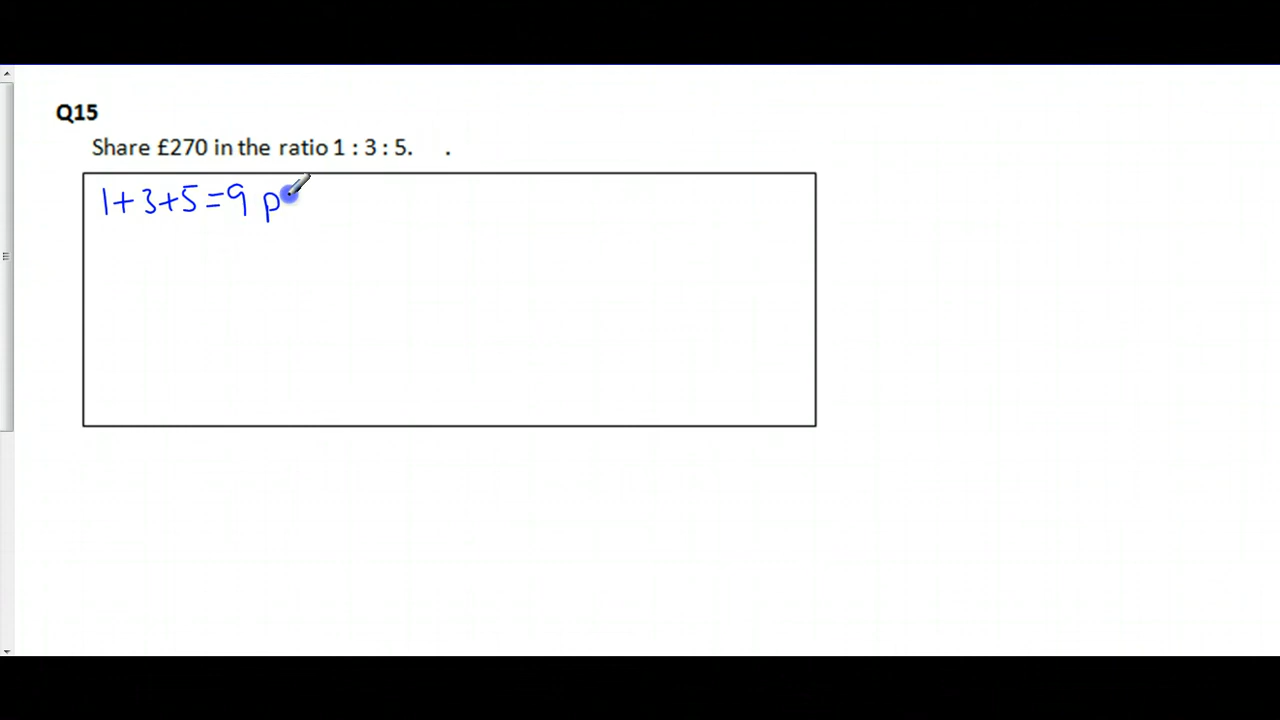 Q15
Share £270 in the ratio 1 : 3 : 5. .
1+3+5=9 p